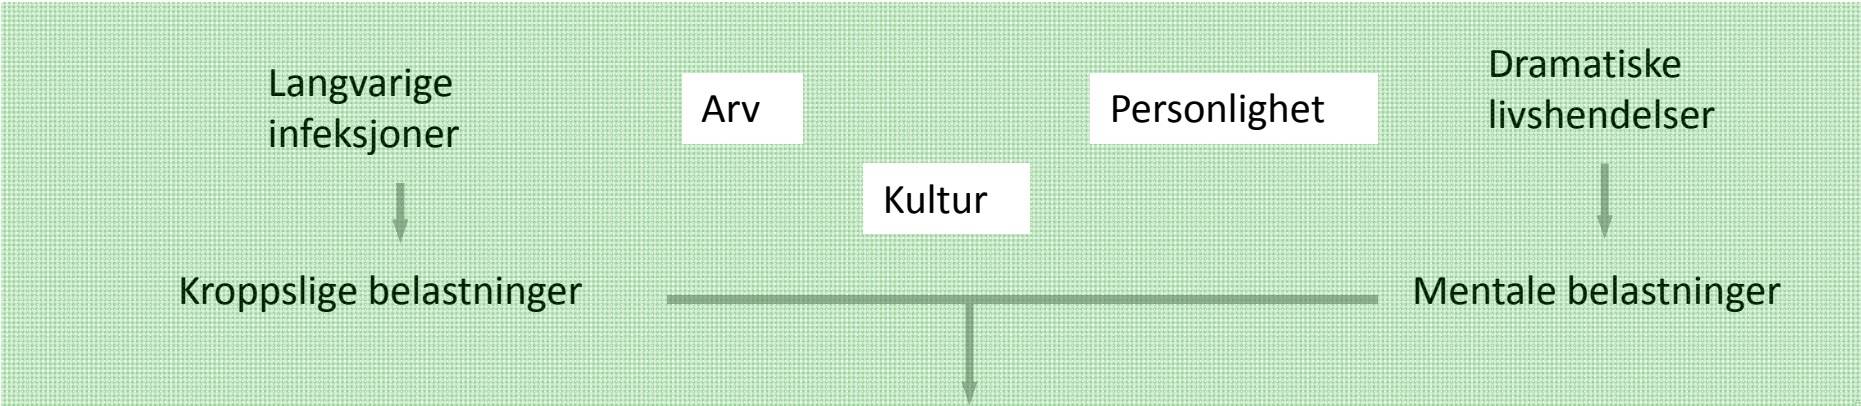 Langvarige
infeksjoner
Arv
Personlighet
Dramatiske
livshendelser
Kultur
Kroppslige belastninger
Mentale belastninger